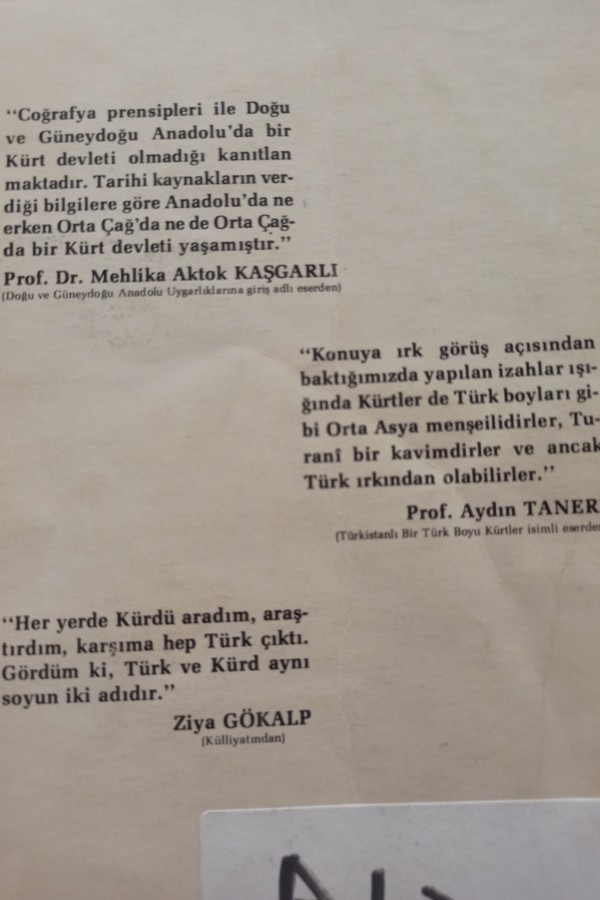 “Coğrafya prensipleri ile Doğu
ve Güneydoğu Anadolu’da bir
Kürt devleti olmadığı kanıtlan
maktadır. Tarihi kaynakların ver-
diği bilgilere göre Anadolu’da ne
erken Orta Çağ’da ne de Orta Çağ-
da bir Kürt devleti yaşamıştır.”
Prof. Dr. Mehlika Aktok KAŞGARLI
(Doğu ve Güneydoğu Anadolu Uygarlıklarına giriş adlı eserden)
“Konuya ırk görüş açısından
baktığımızda yapılan izahlar ışı-
ğında Kürtler de Türk boyları gi-
bi Orta Asya menşeilidirler, Tu-
ranî bir kavimdirler ve ancak
Türk ırkından olabilirler.”
Prof. Aydın TANERİ
(Türkistanlı Bir Türk Boyu Kürtler isimli eserden
“Her yerde Kürdü aradım, araş-
tırdım, karşıma hep Türk çıktı.
Gördüm ki, Türk ve Kürd aynı
soyun iki adıdır.”
Ziya GÖKALP
(Külliyatından)